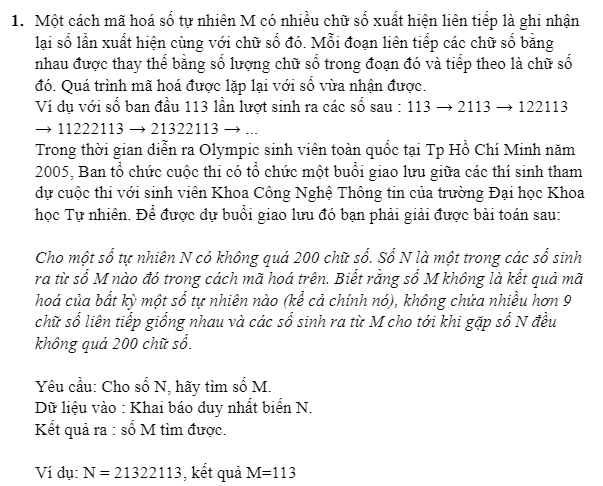 1. Một cách mã hoá số tự nhiên M có nhiều chữ số xuất hiện liên tiếp là ghi nhận
lại số lần xuất hiện cùng với chữ số đó. Mỗi đoạn liên tiếp các chữ số bằng
nhau được thay thế bằng số lượng chữ số trong đoạn đó và tiếp theo là chữ số
đó. Quá trình mã hoá được lặp lại với số vừa nhận được.
Ví dụ với số ban đầu 113 lần lượt sinh ra các số sau : 113 → 2113 → 122113
→ 11222113 → 21322113 → ...
Trong thời gian diễn ra Olympic sinh viên toàn quốc tại Tp Hồ Chí Minh năm
2005, Ban tổ chức cuộc thi có tổ chức một buổi giao lưu giữa các thí sinh tham
dự cuộc thi với sinh viên Khoa Công Nghệ Thông tin của trường Đại học Khoa
học Tự nhiên. Để được dự buổi giao lưu đó bạn phải giải được bài toán sau:
Cho một số tự nhiên N có không quá 200 chữ số. Số N là một trong các số sinh
ra từ số M nào đó trong cách mã hoá trên. Biết rằng số M không là kết quả mã
hoá của bất kỳ một số tự nhiên nào (kể cả chính nó), không chứa nhiều hơn 9
chữ số liên tiếp giống nhau và các số sinh ra từ M cho tới khi gặp số N đều
không quá 200 chữ số.
Yêu cầu: Cho số N, hãy tìm số M.
Dữ liệu vào : Khai báo duy nhất biến N.
Kết quả ra : số M tìm được.
Ví dụ: N = 21322113, kết quả M=113